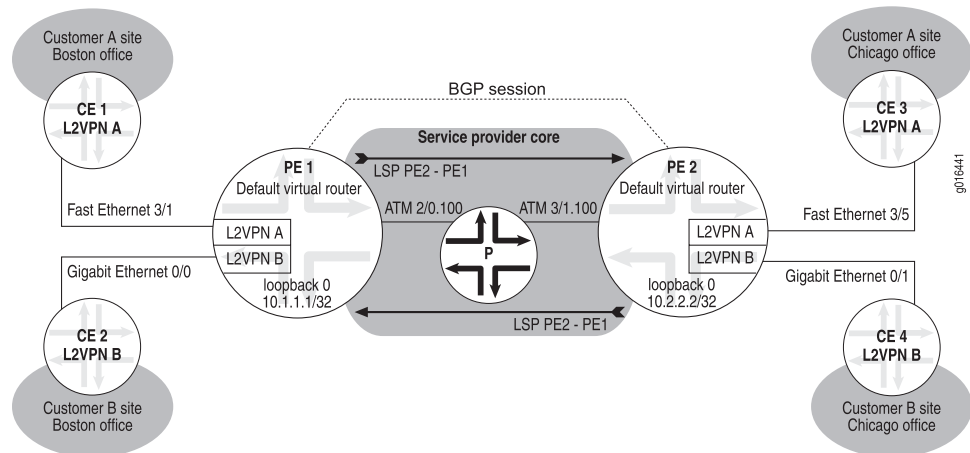 Customer A site
Boston office
CE 1
L2VPN A
Fast Ethernet 3/1
Gigabit Ethernet 0/0
CE 2
L2VPN B
Customer B site
Boston office
BGP session
Service provider core
LSP PE2 - PE1
PE 1
Default virtual router
L2VPN A
L2VPN B
loopback 0
10.1.1.1/32
ATM 2/0.100
P
ATM 3/1.100
LSP PE2 - PE1
PE 2
Default virtual router
L2VPN A
L2VPN B
loopback 0
10.2.2.2/32
Customer A site
Chicago office
CE 3
L2VPN A
Fast Ethernet 3/5
Gigabit Ethernet 0/1
CE 4
L2VPN B
Customer B site
Chicago office
g016441